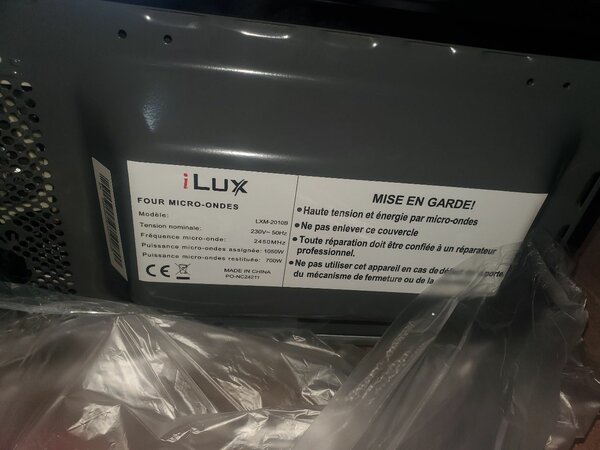 iLUX
FOUR MICRO-ONDES
Modèle: LXM-2010B
Tension nominale: 230V~ 50Hz
Fréquence micro-onde: 2450MHz
Puissance micro-ondes assignée: 1050W
Puissance micro-ondes restituée: 700W
CE
MADE IN CHINA
PO-NC24211
MISE EN GARDE!
•Haute tension et énergie par micro-ondes
•Ne pas enlever ce couvercle
•Toute réparation doit être confiée à un réparateur
professionnel.
•Ne pas utiliser cet appareil en cas de
du mécanisme de fermeture ou de la